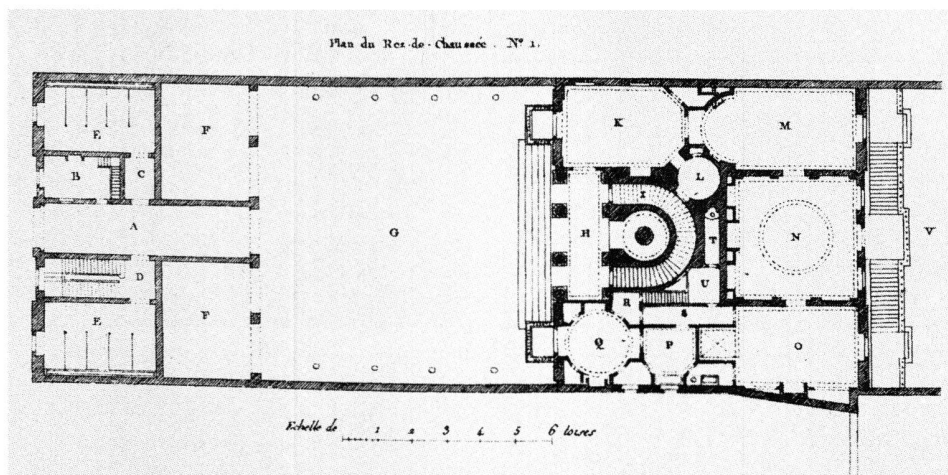 Plan du Rez-de-Chaussée. N° 1.
E F K M
B C L
I
A G H T N V
D U
R S
E F Q P O
Echelle de 1 2 3 4 5 6 toises